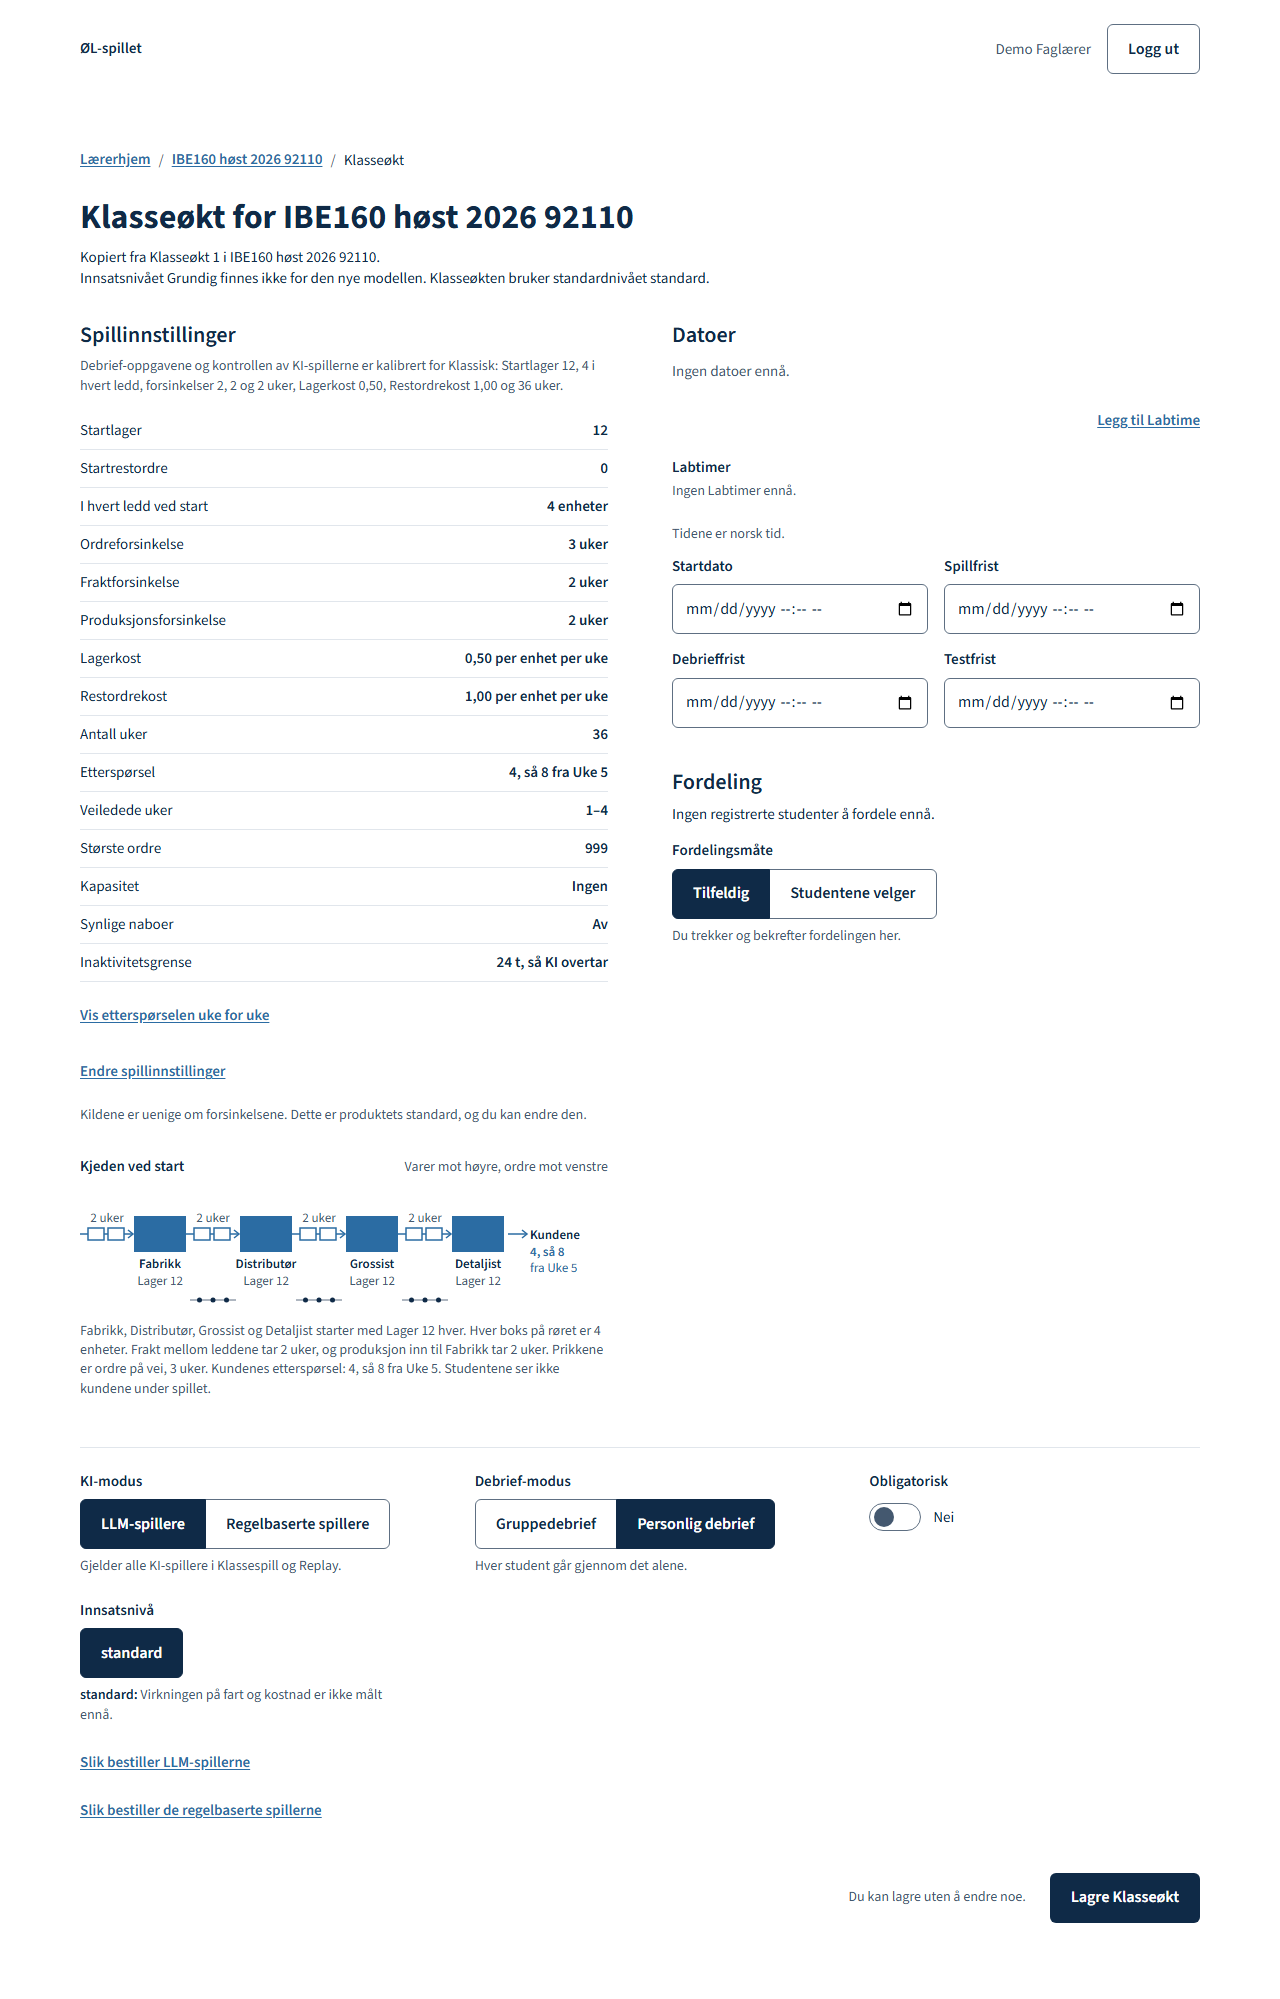 ØL-spillet
Demo Faglærer
Logg ut
Lærerhjem / IBE160 høst 2026 92110 / Klasseøkt
Klasseøkt for IBE160 høst 2026 92110
Kopiert fra Klasseøkt 1 i IBE160 høst 2026 92110.
Innsatsnivået Grundig finnes ikke for den nye modellen. Klasseøkten bruker standardnivået standard.
Spillinnstillinger
Debrief-oppgavene og kontrollen av KI-spillerne er kalibrert for Klassisk: Startlager 12, 4 i
hvert ledd, forsinkelser 2, 2 og 2 uker, Lagerkost 0,50, Restordrekost 1,00 og 36 uker.
Startlager 12
Startrestordre 0
I hvert ledd ved start 4 enheter
Ordreforsinkelse 3 uker
Fraktforsinkelse 2 uker
Produksjonsforsinkelse 2 uker
Lagerkost 0,50 per enhet per uke
Restordrekost 1,00 per enhet per uke
Antall uker 36
Etterspørsel 4, så 8 fra Uke 5
Veiledede uker 1–4
Største ordre 999
Kapasitet Ingen
Synlige naboer Av
Inaktivitetsgrense 24 t, så KI overtar
Vis etterspørselen uke for uke
Endre spillinnstillinger
Kildene er uenige om forsinkelsene. Dette er produktets standard, og du kan endre den.
Kjeden ved start
Varer mot høyre, ordre mot venstre
2 uker 2 uker 2 uker 2 uker
Kundene
4, så 8
fra Uke 5
Fabrikk Distributør Grossist Detaljist
Lager 12 Lager 12 Lager 12 Lager 12
Fabrikk, Distributør, Grossist og Detaljist starter med Lager 12 hver. Hver boks på røret er 4
enheter. Frakt mellom leddene tar 2 uker, og produksjon inn til Fabrikk tar 2 uker. Prikkene
er ordre på vei, 3 uker. Kundenes etterspørsel: 4, så 8 fra Uke 5. Studentene ser ikke
kundene under spillet.
Datoer
Ingen datoer ennå.
Legg til Labtime
Labtimer
Ingen Labtimer ennå.
Tidene er norsk tid.
Startdato Spillfrist
mm/dd/yyyy --:-- -- mm/dd/yyyy --:-- --
Debrieffrist Testfrist
mm/dd/yyyy --:-- -- mm/dd/yyyy --:-- --
Fordeling
Ingen registrerte studenter å fordele ennå.
Fordelingsmåte
Tilfeldig Studentene velger
Du trekker og bekrefter fordelingen her.
KI-modus
LLM-spillere Regelbaserte spillere
Gjelder alle KI-spillere i Klassespill og Replay.
Debrief-modus
Gruppedebrief Personlig debrief
Hver student går gjennom det alene.
Obligatorisk
Nei
Innsatsnivå
standard
standard: Virkningen på fart og kostnad er ikke målt
ennå.
Slik bestiller LLM-spillerne
Slik bestiller de regelbaserte spillerne
Du kan lagre uten å endre noe.
Lagre Klasseøkt